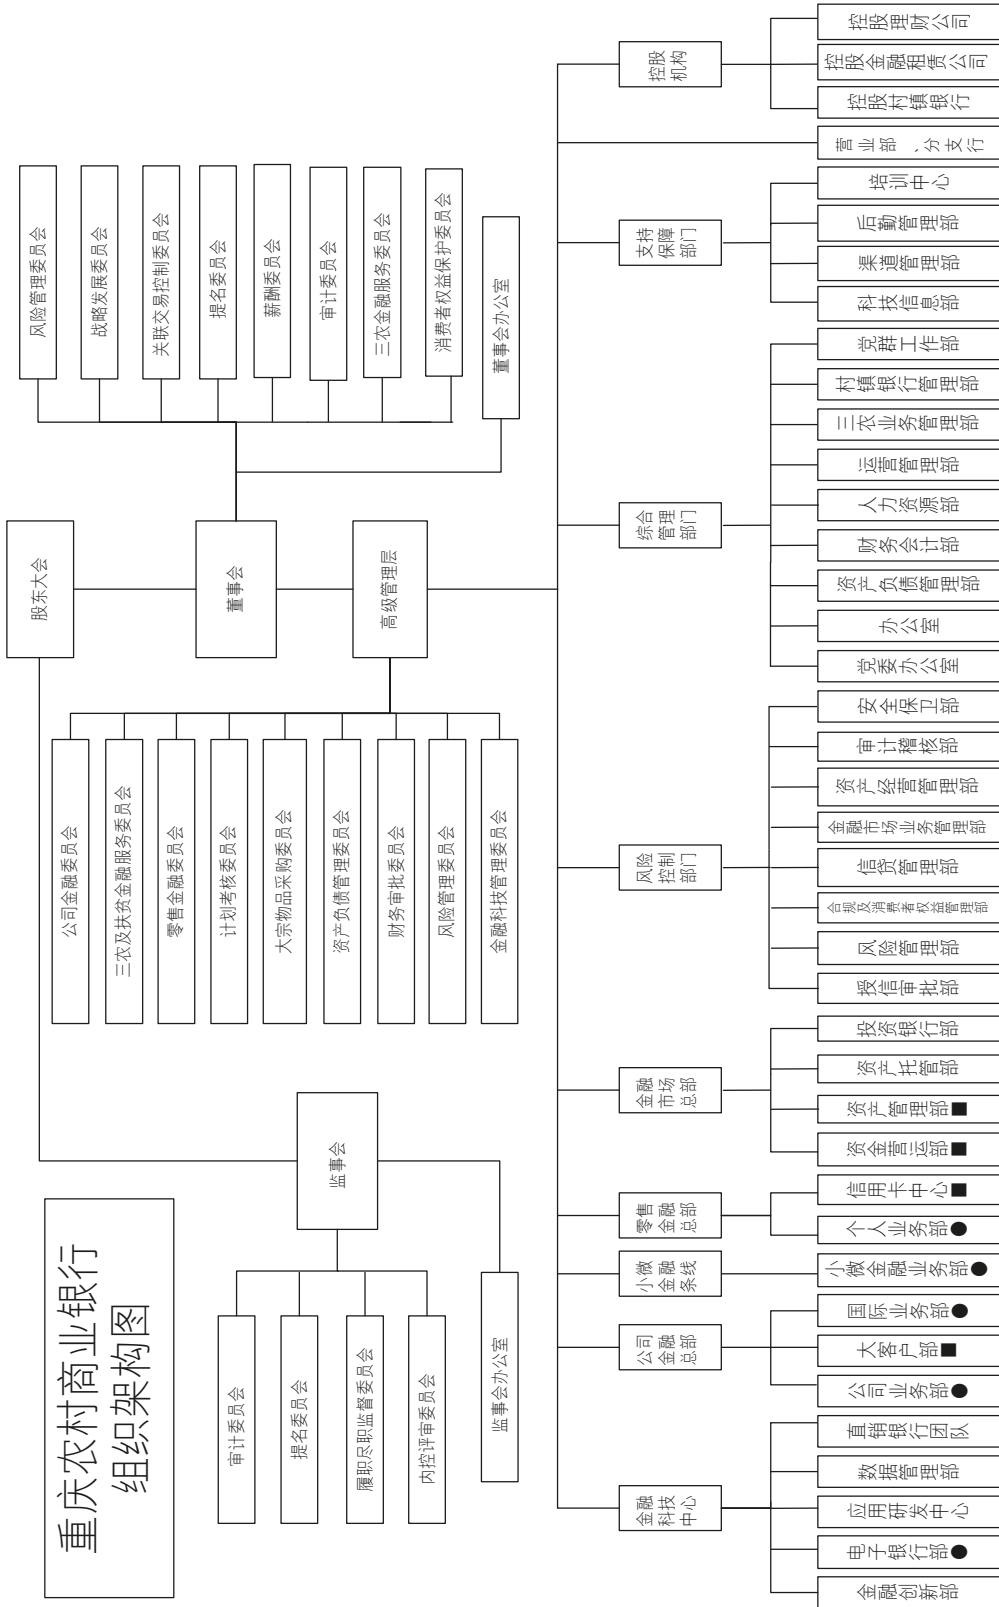 重庆农村商业银行
组织架构图
股东大会
监事会
审计委员会
提名委员会
履职尽职监督委员会
内控评审委员会
监事会办公室
董事会
风险管理委员会
战略发展委员会
关联交易控制委员会
提名委员会
薪酬委员会
审计委员会
三农金融服务委员会
消费者权益保护委员会
董事会办公室
高级管理层
公司金融委员会
三农及扶贫金融服务委员会
零售金融委员会
计划考核委员会
大宗物品采购委员会
资产负债管理委员会
财务审批委员会
风险管理委员会
金融科技管理委员会
金融
科技
中心
金融创新部
电子银行部●
应用研发中心
数据管理部
直销银行团队
公司
金融
总部
公司业务部●
大客户部■
国际业务部●
小微
金融
条线
小微金融业务部●
零售
金融
总部
个人业务部●
信用卡中心■
金融
市场
总部
资金营运部■
资产管理部■
资产托管部
投资银行部
风险
控制
部门
授信审批部
风险管理部
合规及消费者权益管理部
信贷管理部
金融市场业务管理部
资产经营管理部
审计稽核部
安全保卫部
综合
管理
部门
党委办公室
办公室
资产负债管理部
财务会计部
人力资源部
运营管理部
三农业务管理部
村镇银行管理部
党群工作部
支持
保障
部门
科技信息部
渠道管理部
后勤管理部
培训中心
营业部、分支行
控股
机构
控股村镇银行
控股金融租赁公司
控股理财公司